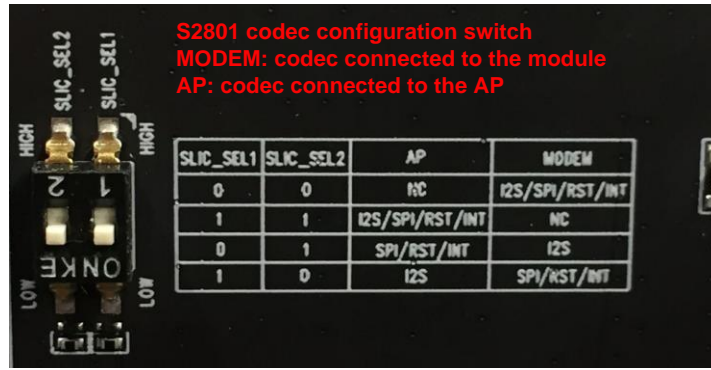 S2801 codec configuration switch
MODEM: codec connected to the module
AP: codec connected to the AP
SLIC_SEL2
SLIC_SEL1
HIGH
HIGH
2 1
ON KE
LOW
LOW
SLIC_SEL1 SLIC_SEL2 AP MODEM
0 0 NC I2S/SPI/RST/INT
1 1 I2S/SPI/RST/INT NC
0 1 SPI/RST/INT I2S
1 0 I2S SPI/RST/INT